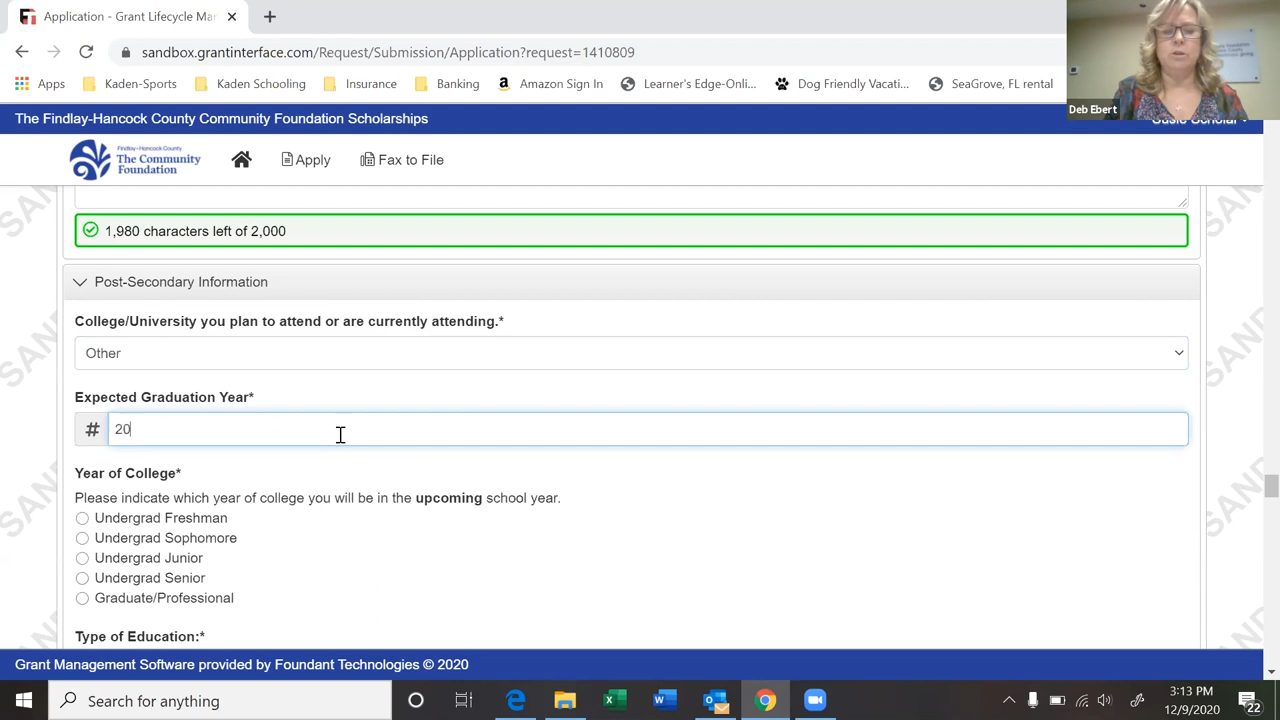 Application - Grant Lifecycle Ma
sandbox.grantinterface.com/Request/Submission/Application?request=1410809
Apps Kaden-Sports Kaden Schooling Insurance Banking Amazon Sign In Learner's Edge-Onli... Dog Friendly Vacati... SeaGrove, FL rental
Deb Ebert
The Findlay-Hancock County Community Foundation Scholarships
Susie Scholar
Findlay-Hancock County
The Community
Foundation
Apply Fax to File
1,980 characters left of 2,000
Post-Secondary Information
College/University you plan to attend or are currently attending.*
Other
Expected Graduation Year*
# 20
Year of College*
Please indicate which year of college you will be in the upcoming school year.
Undergrad Freshman
Undergrad Sophomore
Undergrad Junior
Undergrad Senior
Graduate/Professional
Type of Education:*
Grant Management Software provided by Foundant Technologies © 2020
Search for anything
3:13 PM
12/9/2020
22